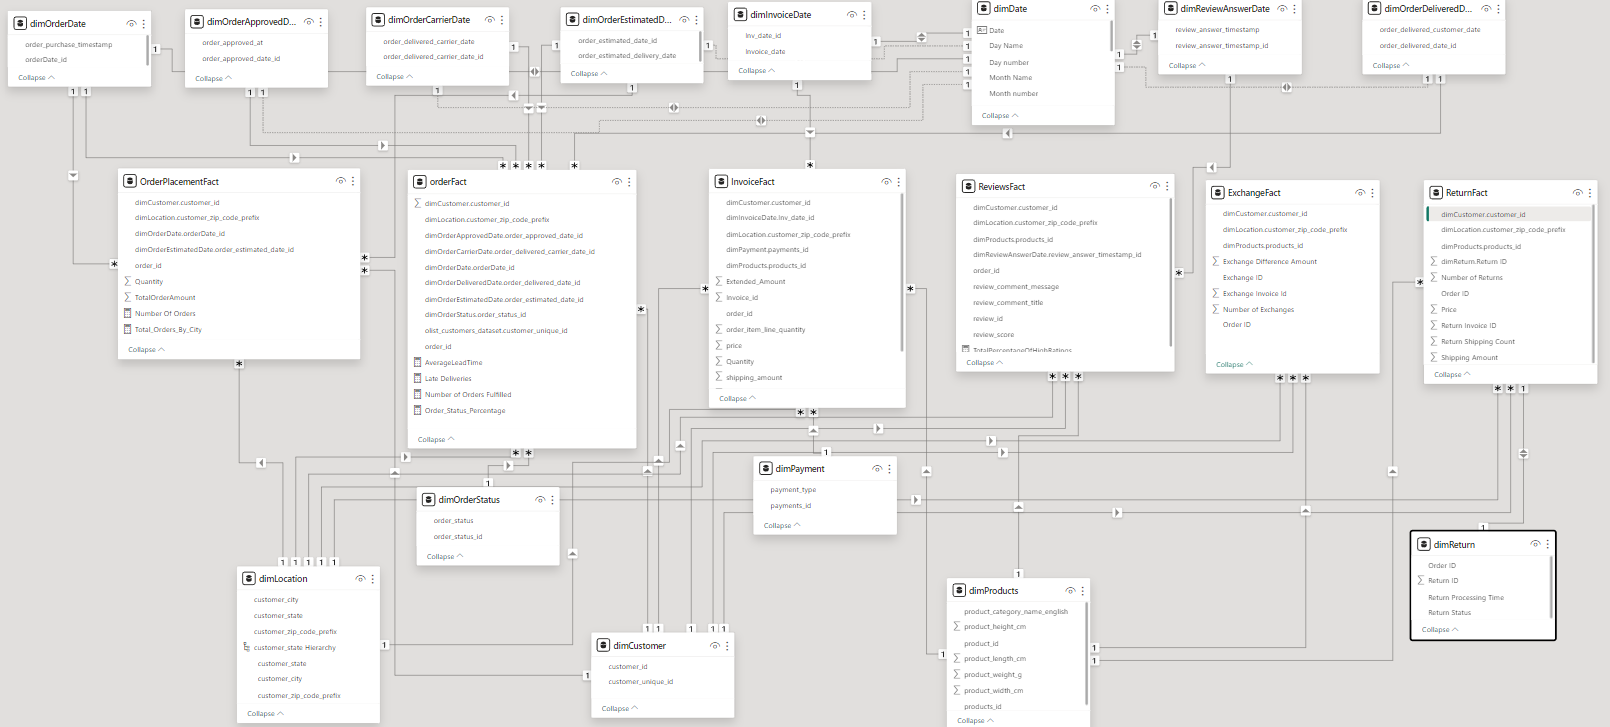 dimOrderDate
order_purchase_timestamp
orderDate_id
Collapse
dimOrderApprovedD...
order_approved_at
order_approved_date_id
Collapse
dimOrderCarrierDate
order_delivered_carrier_date
order_delivered_carrier_date_id
Collapse
dimOrderEstimatedD...
order_estimated_date_id
order_estimated_delivery_date
Collapse
dimInvoiceDate
Inv_date_id
Invoice_date
Collapse
dimDate
Date
Day Name
Day number
Month Name
Month number
Collapse
dimReviewAnswerDate
review_answer_timestamp
review_answer_timestamp_id
Collapse
dimOrderDeliveredD...
order_delivered_customer_date
order_delivered_date_id
Collapse
OrderPlacementFact
dimCustomer.customer_id
dimLocation.customer_zip_code_prefix
dimOrderDate.orderDate_id
dimOrderEstimatedDate.order_estimated_date_id
order_id
Quantity
TotalOrderAmount
Number Of Orders
Total_Orders_By_City
Collapse
orderFact
dimCustomer.customer_id
dimLocation.customer_zip_code_prefix
dimOrderApprovedDate.order_approved_date_id
dimOrderCarrierDate.order_delivered_carrier_date_id
dimOrderDate.orderDate_id
dimOrderDeliveredDate.order_delivered_date_id
dimOrderEstimatedDate.order_estimated_date_id
dimOrderStatus.order_status_id
olist_customers_dataset.customer_unique_id
order_id
AverageLeadTime
Late Deliveries
Number of Orders Fulfilled
Order_Status_Percentage
Collapse
InvoiceFact
dimCustomer.customer_id
dimInvoiceDate.Inv_date_id
dimLocation.customer_zip_code_prefix
dimPayment.payments_id
dimProducts.products_id
Extended_Amount
Invoice_id
order_id
order_item_line_quantity
price
Quantity
shipping_amount
Collapse
ReviewsFact
dimCustomer.customer_id
dimLocation.customer_zip_code_prefix
dimProducts.products_id
dimReviewAnswerDate.review_answer_timestamp_id
order_id
review_comment_message
review_comment_title
review_id
review_score
TotalPercentageOfHighRatings
Collapse
ExchangeFact
dimCustomer.customer_id
dimLocation.customer_zip_code_prefix
dimProducts.products_id
Exchange Difference Amount
Exchange ID
Exchange Invoice Id
Number of Exchanges
Order ID
Collapse
ReturnFact
dimCustomer.customer_id
dimLocation.customer_zip_code_prefix
dimProducts.products_id
dimReturn.Return ID
Number of Returns
Order ID
Price
Return Invoice ID
Return Shipping Count
Shipping Amount
Collapse
dimOrderStatus
order_status
order_status_id
Collapse
dimPayment
payment_type
payments_id
Collapse
dimLocation
customer_city
customer_state
customer_zip_code_prefix
customer_state Hierarchy
customer_state
customer_city
customer_zip_code_prefix
Collapse
dimCustomer
customer_id
customer_unique_id
Collapse
dimProducts
product_category_name_english
product_height_cm
product_id
product_length_cm
product_weight_g
product_width_cm
products_id
Collapse
dimReturn
Order ID
Return ID
Return Processing Time
Return Status
Collapse